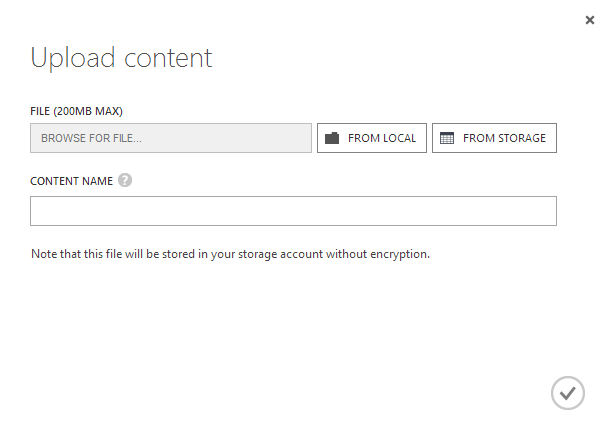 Upload content
FILE (200MB MAX)
BROWSE FOR FILE... FROM LOCAL FROM STORAGE
CONTENT NAME ?
Note that this file will be stored in your storage account without encryption.